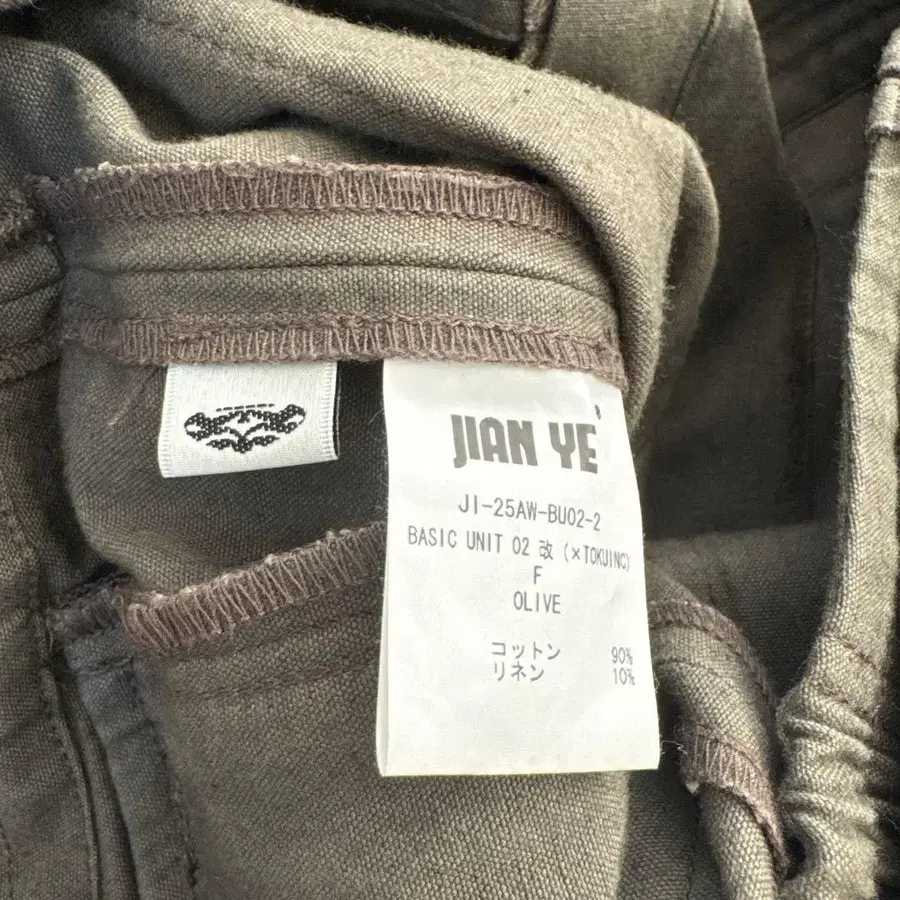 JIAN YE
JI-25AW-BU02-2
BASIC UNIT 02 改 (×TOKUINC)
F
OLIVE
コットン 90%
リネン 10%